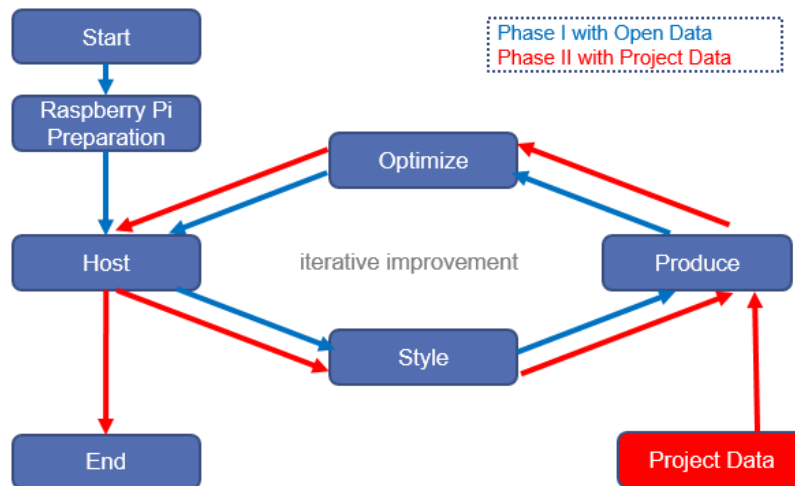 Start
Phase I with Open Data
Phase II with Project Data
Raspberry Pi
Preparation
Optimize
Host
iterative improvement
Produce
Style
End
Project Data